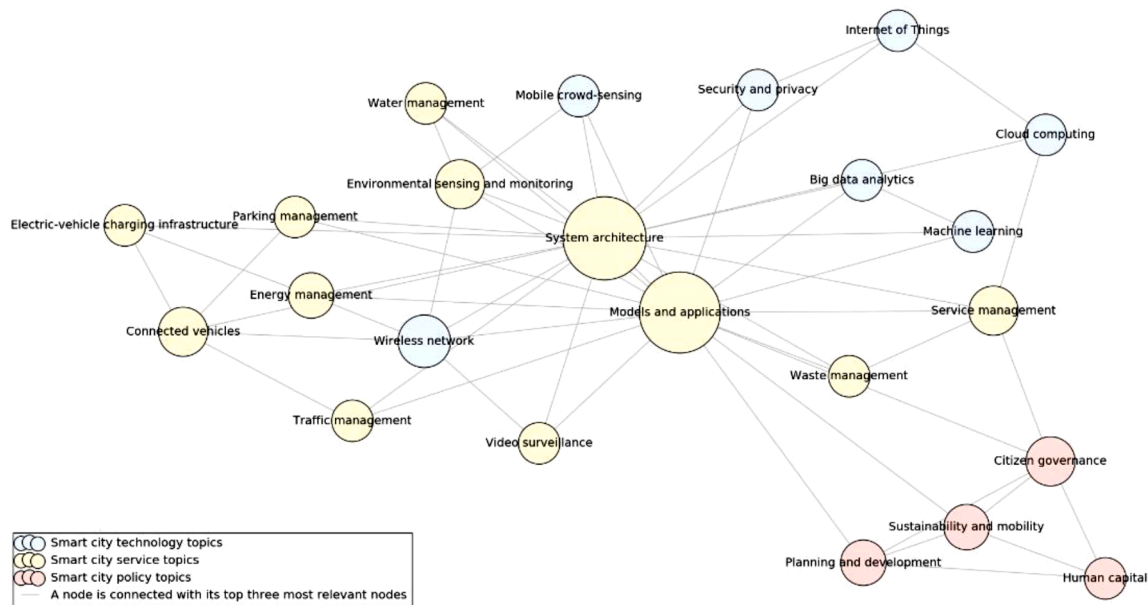 Internet of Things
Security and privacy
Mobile crowd-sensing
Water management
Cloud computing
Big data analytics
Environmental sensing and monitoring
Parking management
Electric-vehicle charging infrastructure
System architecture
Machine learning
Energy management
Models and applications
Service management
Connected vehicles
Wireless network
Waste management
Traffic management
Video surveillance
Citizen governance
Sustainability and mobility
Planning and development
Human capital
Smart city technology topics
Smart city service topics
Smart city policy topics
A node is connected with its top three most relevant nodes